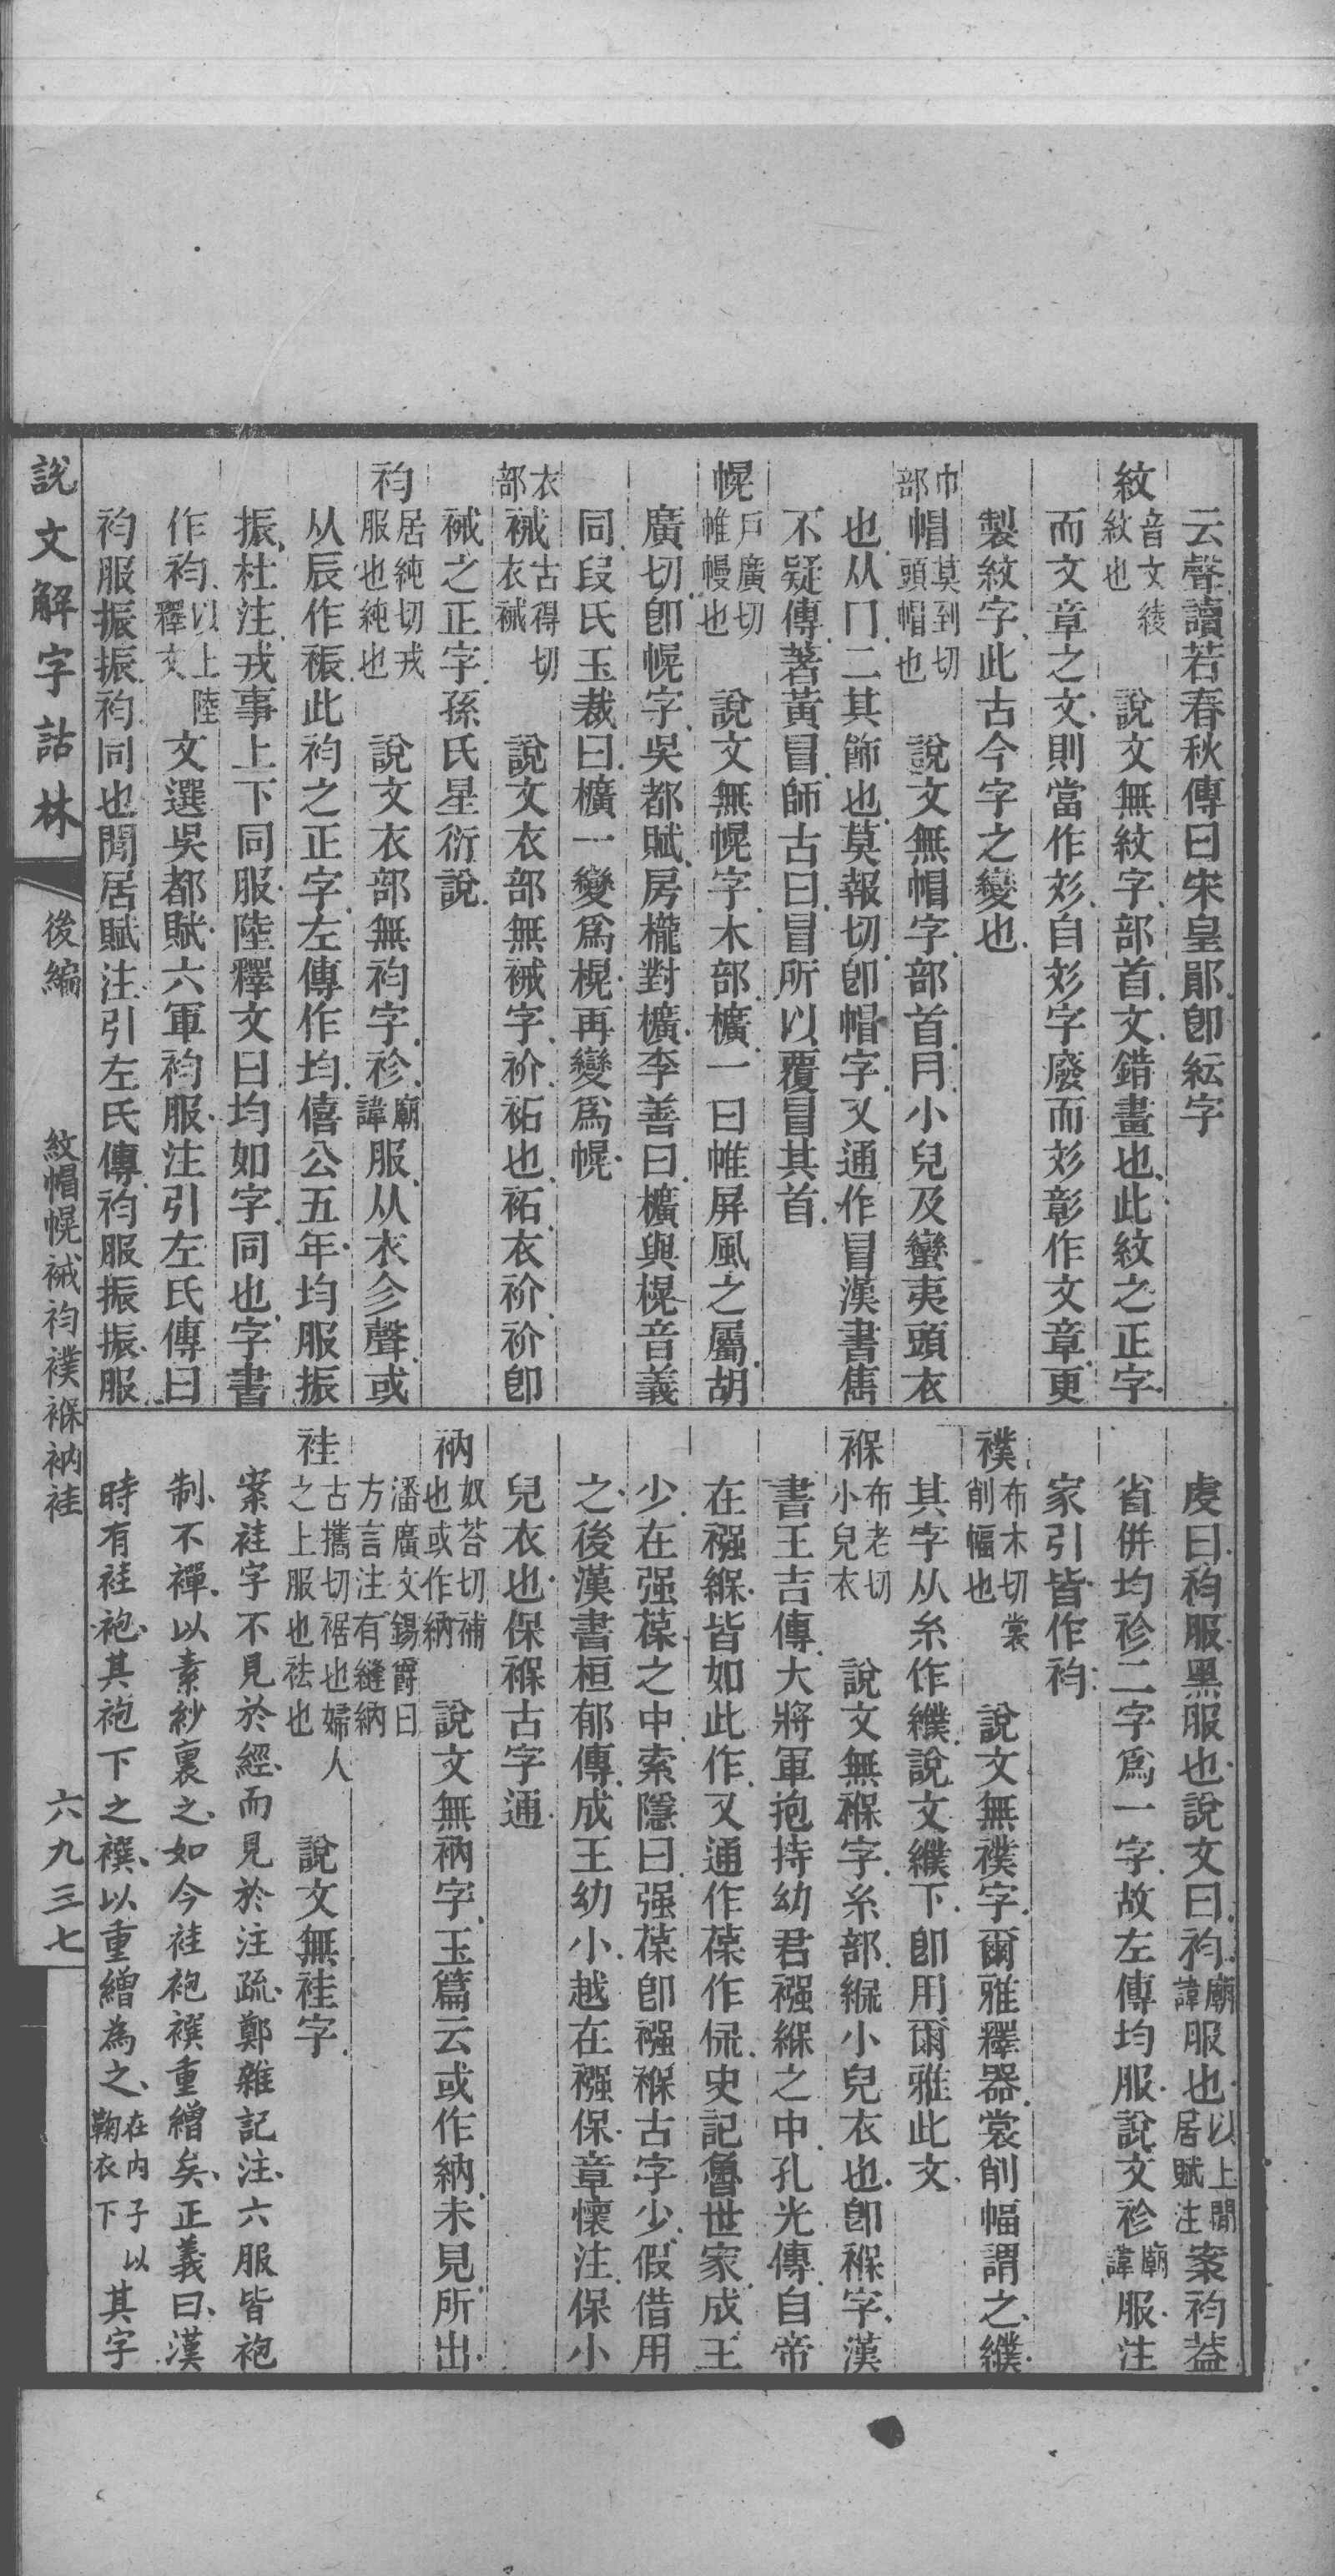 云聲讀若春秋傳曰宋皇鄖卽紜字
紋音文綾紋也說文無紋字部首文錯畫也此紋之正字
而文章之文則當作彣自彣字廢而彣彰作文章更
製紋字此古今字之變也
巾部帽莫到切頭帽也說文無帽字部首冃小兒及蠻夷頭衣
也从冂二其飾也莫報切卽帽字又通作冒漢書雋
不疑傳著黃冒師古曰冒所以覆冒其首
幌戶廣切帷幔也說文無幌字木部櫎一曰帷屏風之屬胡
廣切卽幌字吳都賦房櫳對櫎李善曰櫎與榥音義
同段氏玉裁曰櫎一變爲榥再變爲幌
衣部裓古得切衣裓說文衣部無裓字衸祏也祏衣衸衸卽
裓之正字孫氏星衍說
袀居純切戎服也純也說文衣部無袀字袗廟諱服从衣㐱聲或
从辰作裖此袀之正字左傳作均僖公五年均服振
振杜注戎事上下同服陸釋文曰均如字同也字書
作袀以上陸釋文文選吳都賦六軍袀服注引左氏傳曰
袀服振振袀同也閒居賦注引左氏傳袀服振振服
虔曰袀服黑服也說文曰袀廟諱服也以上閒居賦注案袀葢
省併均袗二字爲一字故左傳均服說文袗廟諱服注
家引皆作袀
襆布木切裳削幅也說文無襆字爾雅釋器裳削幅謂之纀
其字从糸作纀說文纀下卽用爾雅此文
褓布老切小兒衣說文無褓字糸部緥小兒衣也卽褓字漢
書王吉傳大將軍抱持幼君襁緥之中孔光傳自帝
在襁緥皆如此作又通作葆作保史記魯世家成王
少在强葆之中索隱曰强葆卽襁褓古字少假借用
之後漢書桓郁傳成王幼小越在襁保章懷注保小
兒衣也保褓古字通
衲奴荅切補也或作納潘廣文錫爵曰方言注有縫納說文無衲字玉篇云或作納未見所出
袿古攜切裾也婦人之上服也袪也說文無袿字
案袿字不見於經而見於注疏鄭雜記注六服皆袍
制不襌以素紗裏之如今袿袍襈重繒矣正義曰漢
時有袿袍其袍下之襈以重繒為之在內子以鞠衣下其字
說文解字詁林
後編
紋帽幌裓袀襆褓衲袿
六九三七